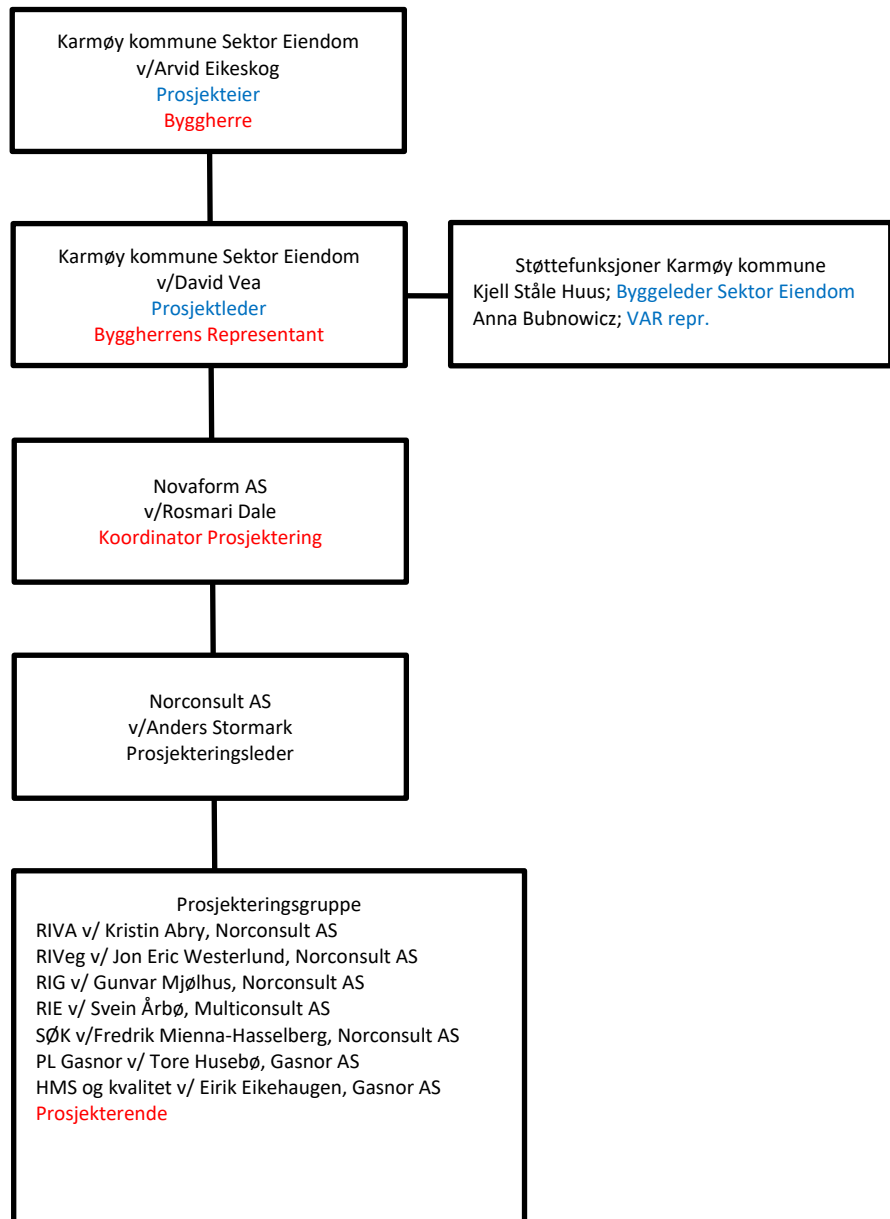 Karmøy kommune Sektor Eiendom
v/Arvid Eikeskog
Prosjekteier
Byggherre
Karmøy kommune Sektor Eiendom
v/David Vea
Prosjektleder
Byggherrens Representant
Støttefunksjoner Karmøy kommune
Kjell Ståle Huus; Byggeleder Sektor Eiendom
Anna Bubnowicz; VAR repr.
Novaform AS
v/Rosmari Dale
Koordinator Prosjektering
Norconsult AS
v/Anders Stormark
Prosjekteringsleder
Prosjekteringsgruppe
RIVA v/ Kristin Abry, Norconsult AS
RIVeg v/ Jon Eric Westerlund, Norconsult AS
RIG v/ Gunvar Mjølhus, Norconsult AS
RIE v/ Svein Årbø, Multiconsult AS
SØK v/Fredrik Mienna-Hasselberg, Norconsult AS
PL Gasnor v/ Tore Husebø, Gasnor AS
HMS og kvalitet v/ Eirik Eikehaugen, Gasnor AS
Prosjekterende